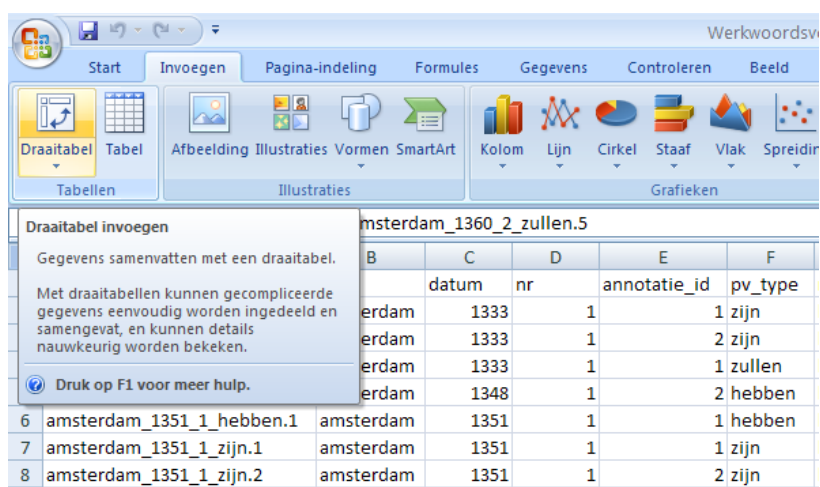 Werkwoordsv
Start Invoegen Pagina-indeling Formules Gegevens Controleren Beeld
Draaitabel Tabel Afbeelding Illustraties Vormen SmartArt Kolom Lijn Cirkel Staaf Vlak Spreidin
Tabellen Illustraties Grafieken
msterdam_1360_2_zullen.5
Draaitabel invoegen
Gegevens samenvatten met een draaitabel.
Met draaitabellen kunnen gecompliceerde
gegevens eenvoudig worden ingedeeld en
samengevat, en kunnen details
nauwkeurig worden bekeken.
Druk op F1 voor meer hulp.
B C D E F
datum nr annotatie_id pv_type
erdam 1333 1 1 zijn
erdam 1333 1 2 zijn
erdam 1333 1 1 zullen
erdam 1348 1 2 hebben
6 amsterdam_1351_1_hebben.1 amsterdam 1351 1 1 hebben
7 amsterdam_1351_1_zijn.1 amsterdam 1351 1 1 zijn
8 amsterdam_1351_1_zijn.2 amsterdam 1351 1 2 zijn